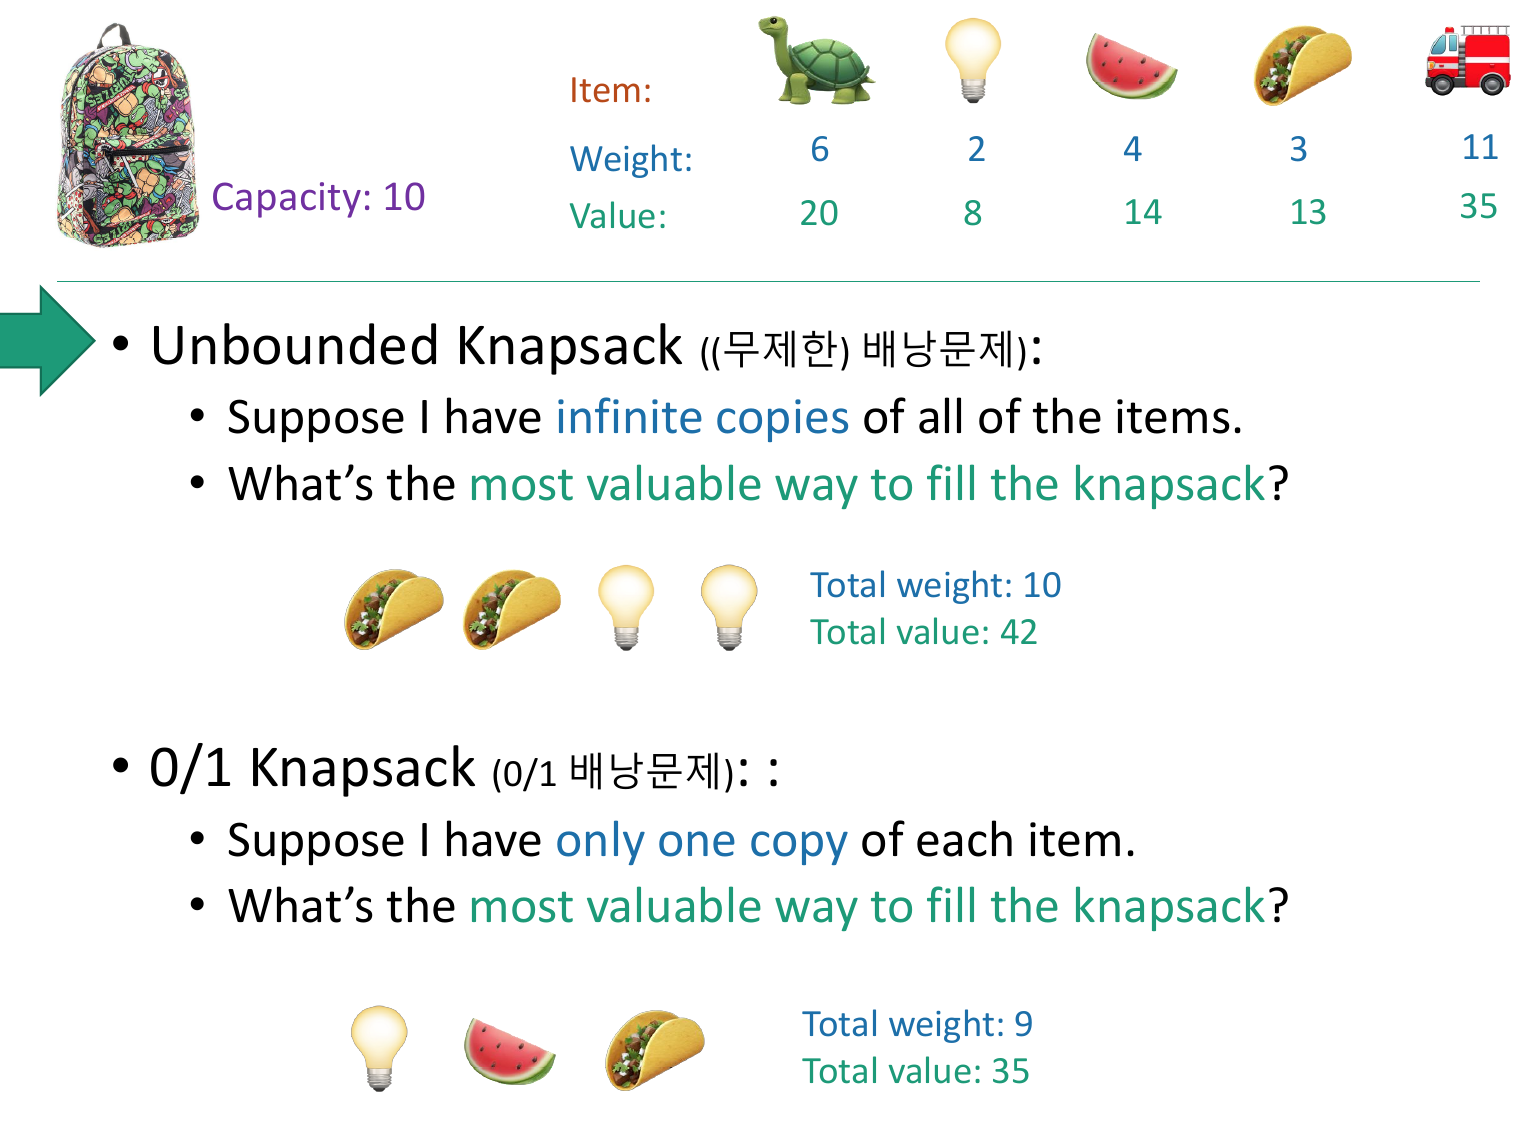 Item:
Weight: 6 2 4 3 11
Capacity: 10
Value: 20 8 14 13 35
• Unbounded Knapsack ((무제한) 배낭문제):
• Suppose I have infinite copies of all of the items.
• What’s the most valuable way to fill the knapsack?
Total weight: 10
Total value: 42
• 0/1 Knapsack (0/1 배낭문제): :
• Suppose I have only one copy of each item.
• What’s the most valuable way to fill the knapsack?
Total weight: 9
Total value: 35